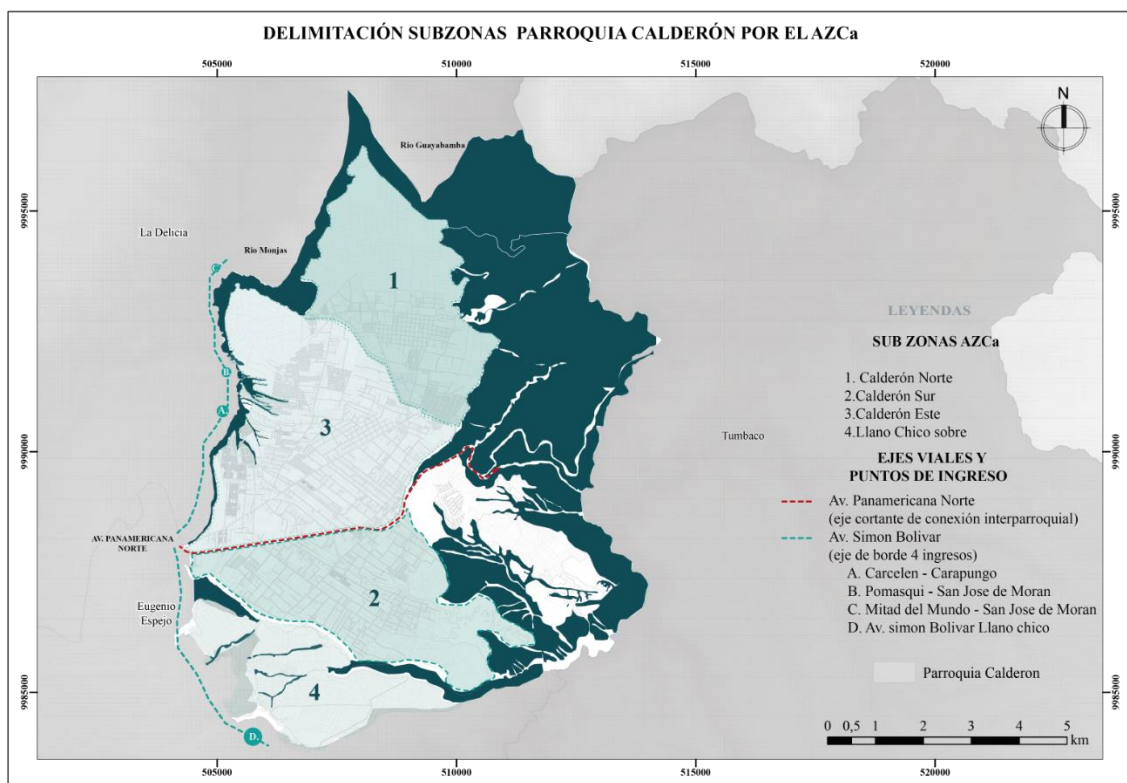 DELIMITACIÓN SUBZONAS PARROQUIA CALDERÓN POR EL AZCa
505000 510000 515000 520000
N
Rio Guayabamba
9995000 9995000
La Delicia
Rio Monjas
C
1
LEYENDAS
SUB ZONAS AZCa
B
1. Calderón Norte
A
2.Calderón Sur
3
3.Calderón Este
9990000 9990000
Tumbaco
4.Llano Chico sobre
EJES VIALES Y
PUNTOS DE INGRESO
Av. Panamericana Norte
(eje cortante de conexión interparroquial)
AV. PANAMERICANA
NORTE
Av. Simon Bolivar
(eje de borde 4 ingresos)
A. Carcelen - Carapungo
2
B. Pomasqui - San Jose de Moran
Eugenio
Espejo
C. Mitad del Mundo - San Jose de Moran
D. Av. simon Bolivar Llano chico
Parroquia Calderon
4
9985000 9985000
D.
0 0,5 1 2 3 4 5
km
505000 510000 515000 520000